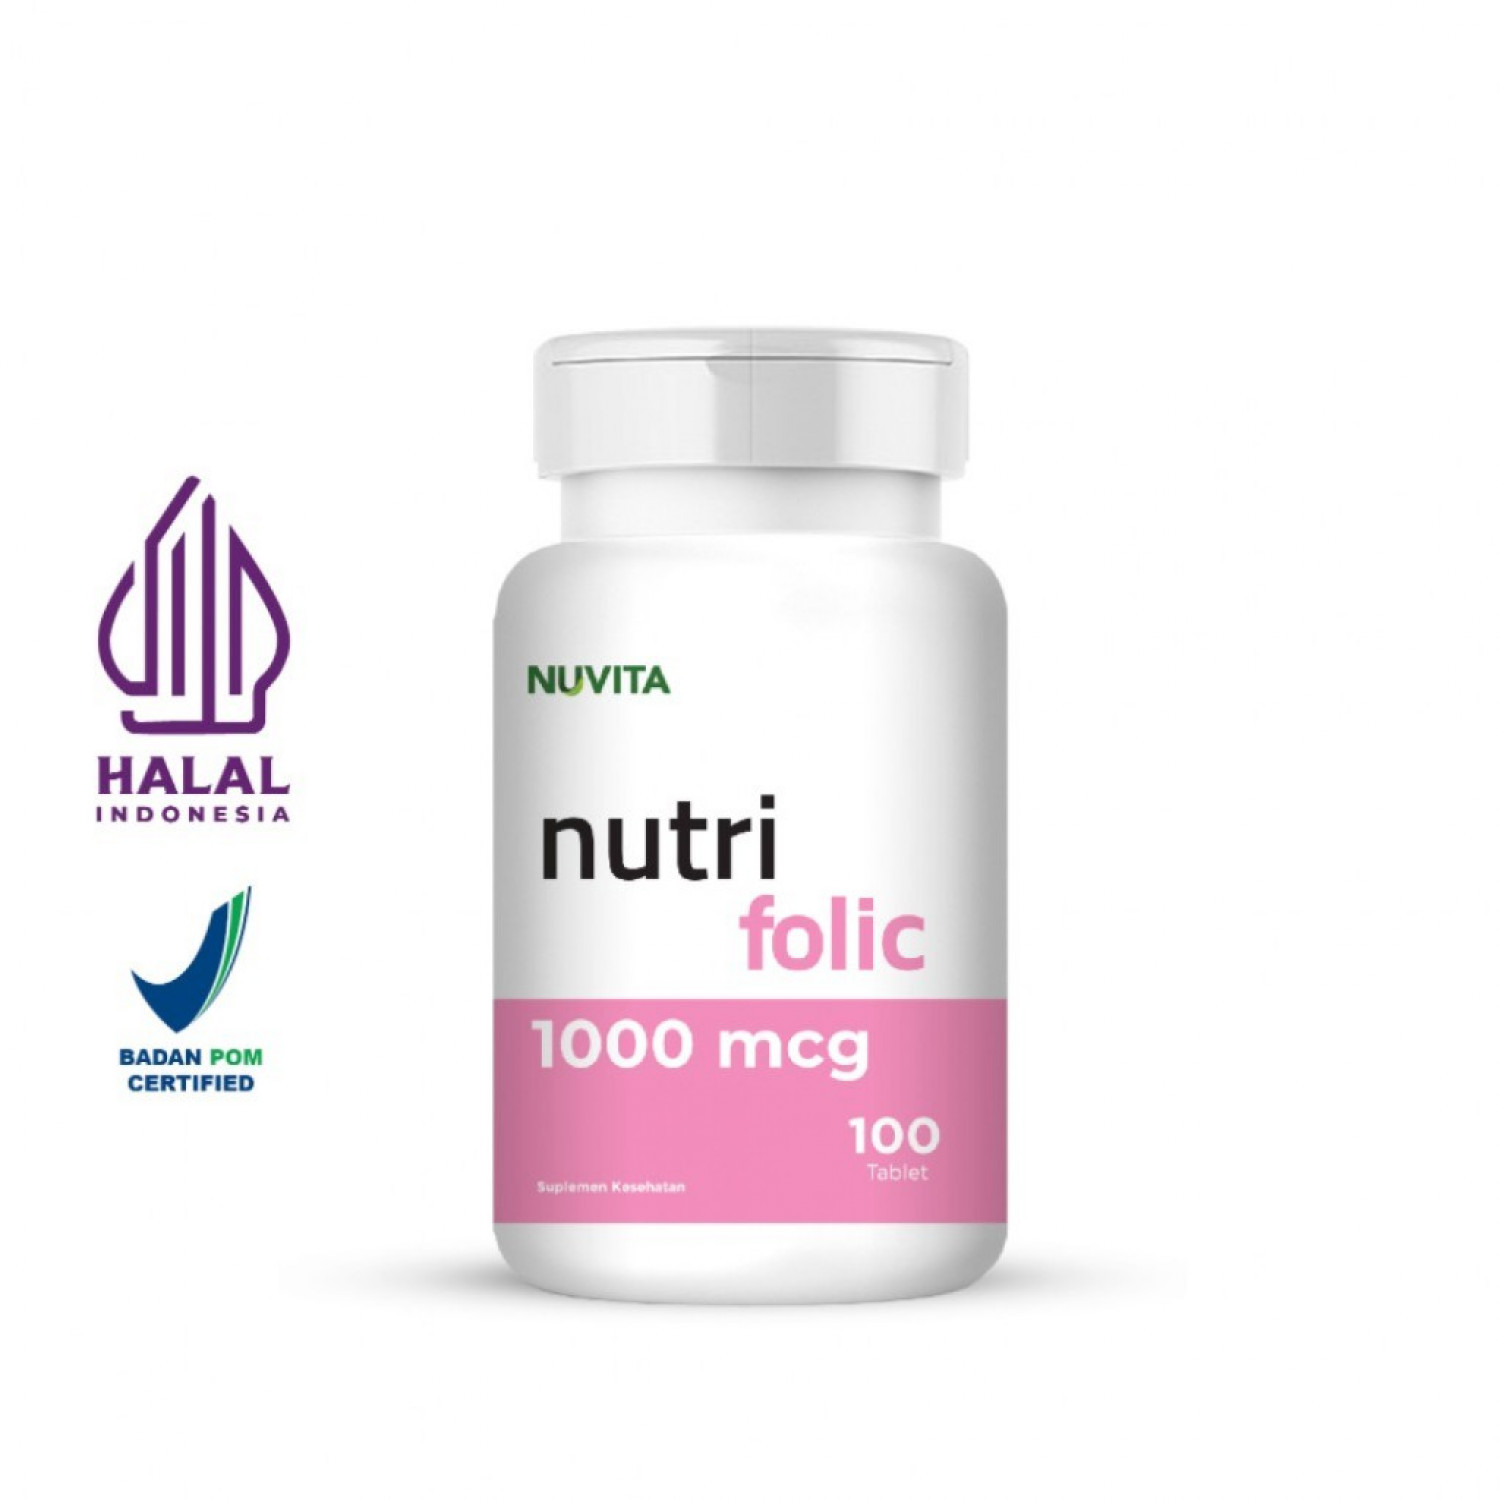 HALAL
INDONESIA
BADAN POM
CERTIFIED
NUVITA
nutri
folic
1000 mcg
100
Tablet
Suplemen Kesehatan